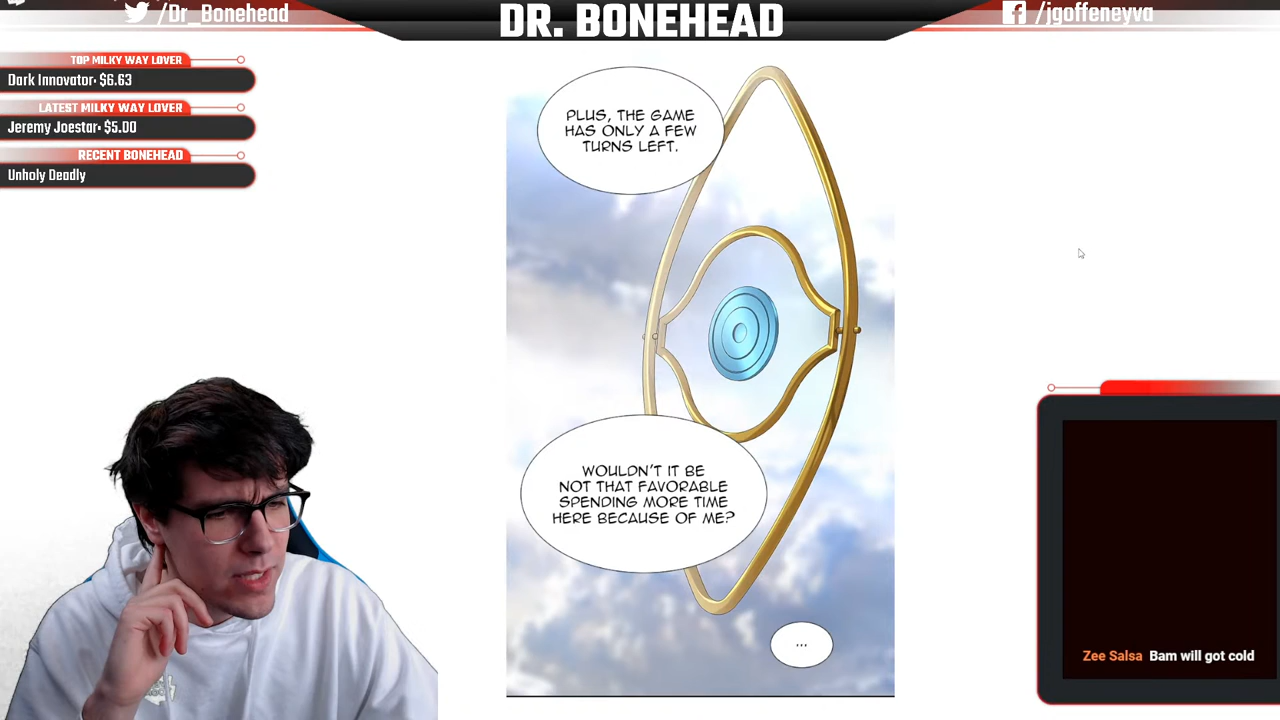 /Dr_Bonehead
DR. BONEHEAD
/jgoffeneyva
TOP MILKY WAY LOVER
Dark Innovator• $6.63
LATEST MILKY WAY LOVER
Jeremy Joestar• $5.00
RECENT BONEHEAD
Unholy Deadly
PLUS, THE GAME
HAS ONLY A FEW
TURNS LEFT.
WOULDN'T IT BE
NOT THAT FAVORABLE
SPENDING MORE TIME
HERE BECAUSE OF ME?
...
Zee Salsa Bam will got cold